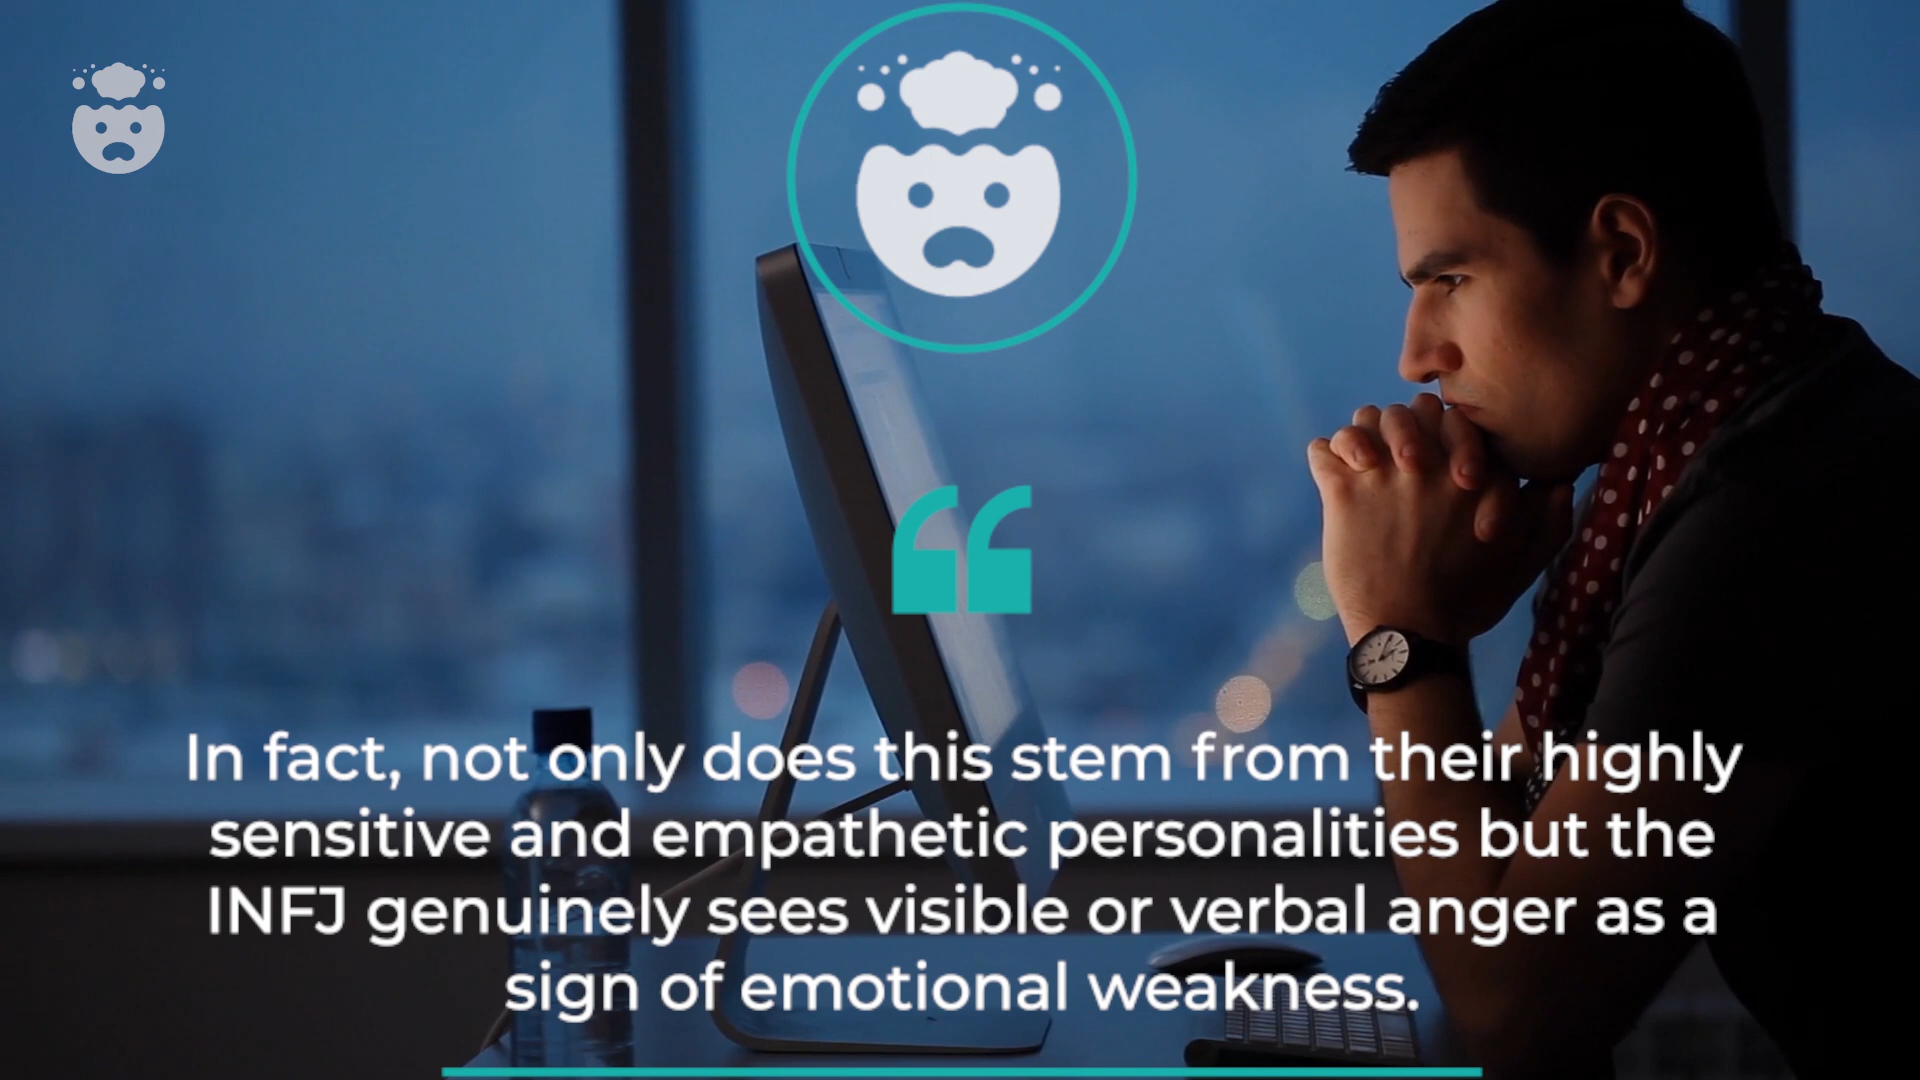 “
In fact, not only does this stem from their highly
sensitive and empathetic personalities but the
INFJ genuinely sees visible or verbal anger as a
sign of emotional weakness.